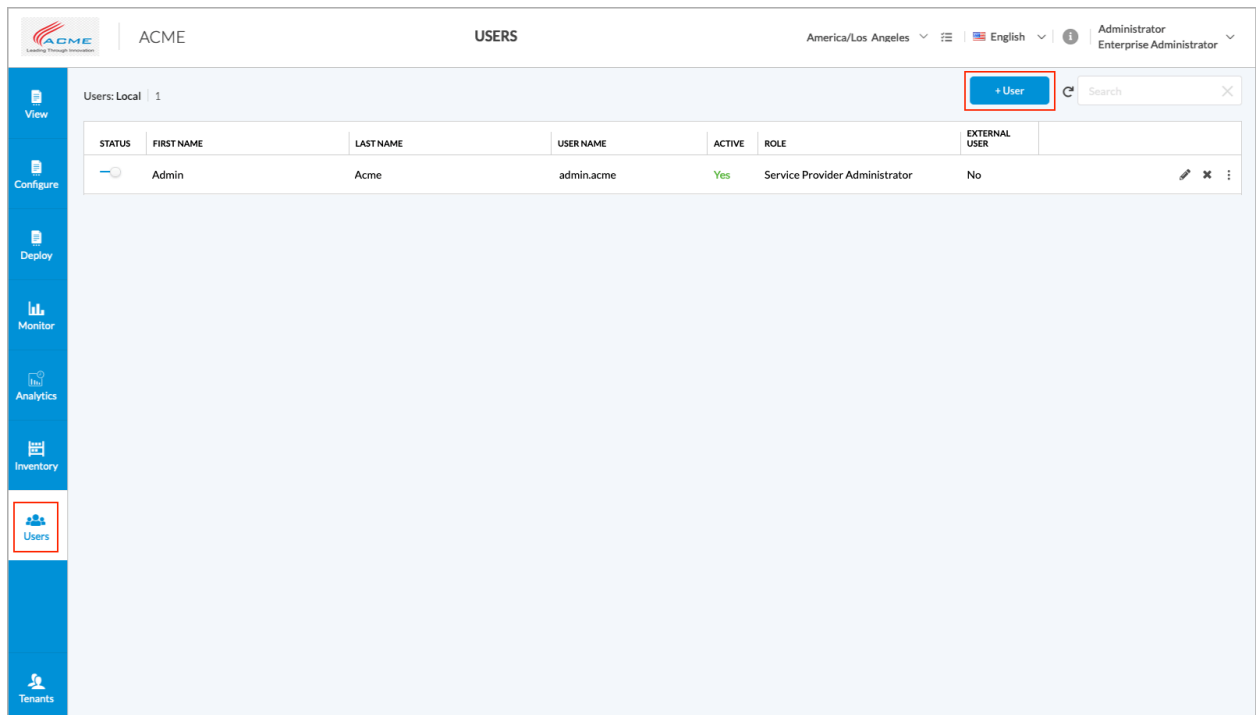 ACME
Leading Through Innovation
ACME
USERS
America/Los Angeles
English
Administrator
Enterprise Administrator
View
Configure
Deploy
Monitor
Analytics
Inventory
Users
Tenants
Users: Local 1
+ User
Search
STATUS FIRST NAME LAST NAME USER NAME ACTIVE ROLE EXTERNAL
USER
Admin Acme admin.acme Yes Service Provider Administrator No